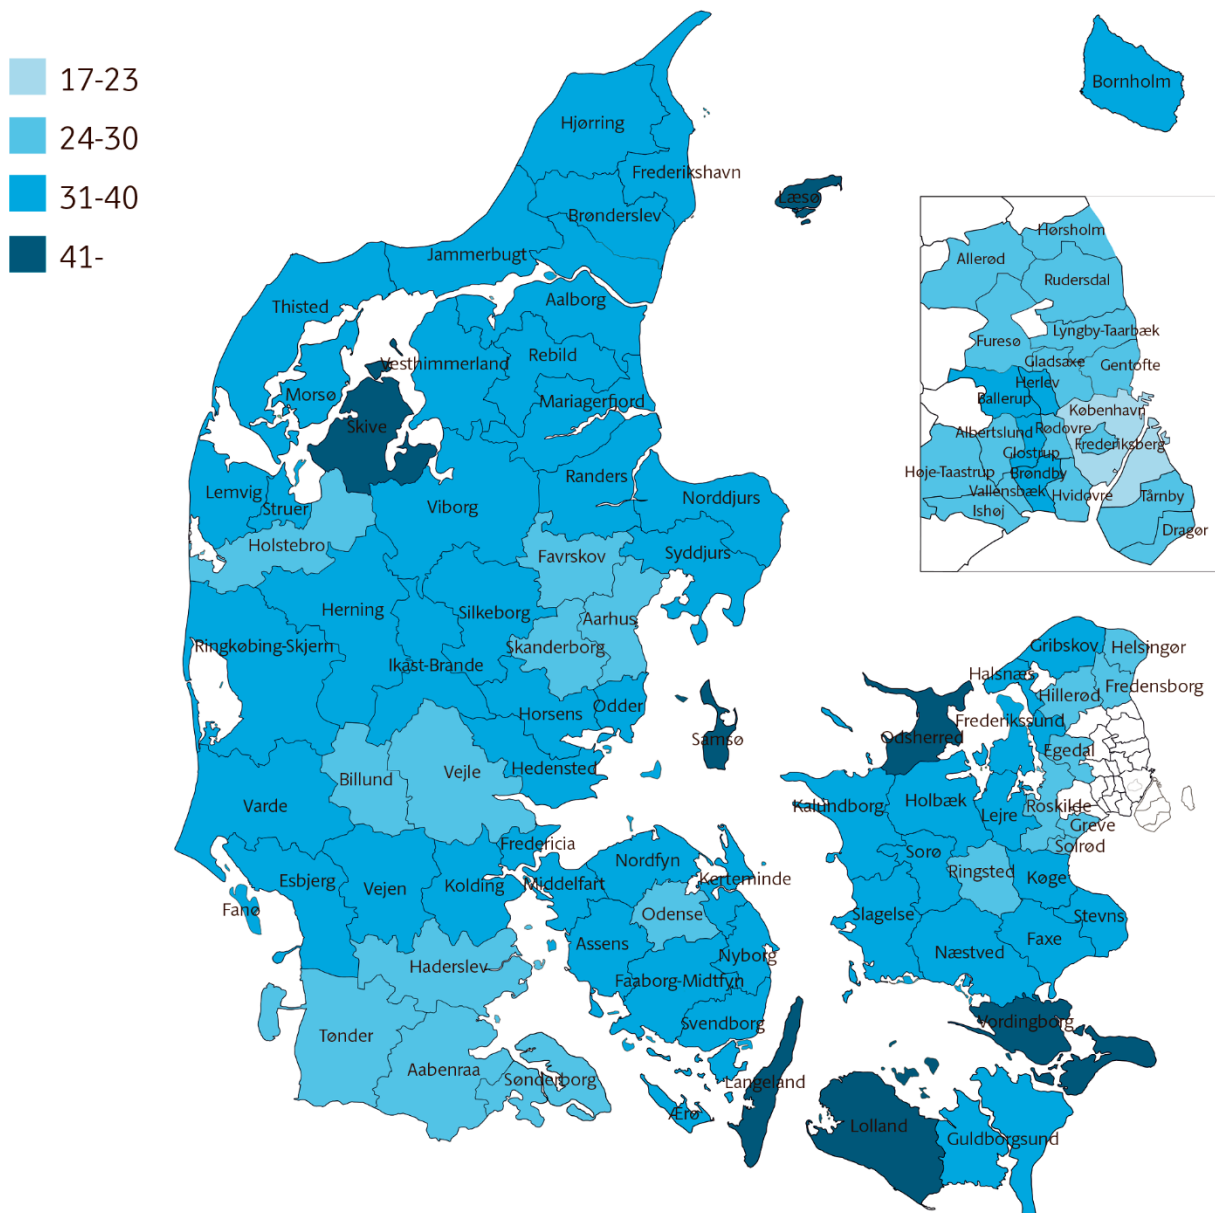 17-23
24-30
31-40
41-
Bornholm
Hjørring
Frederikshavn
Læsø
Brønderslev
Jammerbugt
Thisted
Aalborg
Vesthimmerland
Rebild
Morsø
Mariagerfjord
Skive
Randers
Lemvig
Struer
Viborg
Norddjurs
Holstebro
Favrskov
Syddjurs
Herning
Silkeborg
Aarhus
Ringkøbing-Skjern
Skanderborg
Ikast-Brande
Horsens
Odder
Samsø
Billund
Vejle
Hedensted
Varde
Fredericia
Esbjerg
Vejen
Kolding
Middelfart
Nordfyn
Kerteminde
Fanø
Odense
Assens
Nyborg
Haderslev
Faaborg-Midtfyn
Svendborg
Tønder
Aabenraa
Sønderborg
Langeland
Ærø
Hørsholm
Allerød
Rudersdal
Lyngby-Taarbæk
Furesø
Gladsaxe
Gentofte
Herlev
Ballerup
København
Albertslund
Rødovre
Frederiksberg
Glostrup
Høje-Taastrup
Brøndby
Vallensbæk
Hvidovre
Tårnby
Ishøj
Dragør
Gribskov
Helsingør
Halsnæs
Hillerød
Fredensborg
Frederikssund
Odsherred
Egedal
Kalundborg
Holbæk
Lejre
Roskilde
Greve
Solrød
Sorø
Ringsted
Køge
Slagelse
Stevns
Næstved
Faxe
Vordingborg
Lolland
Guldborgsund